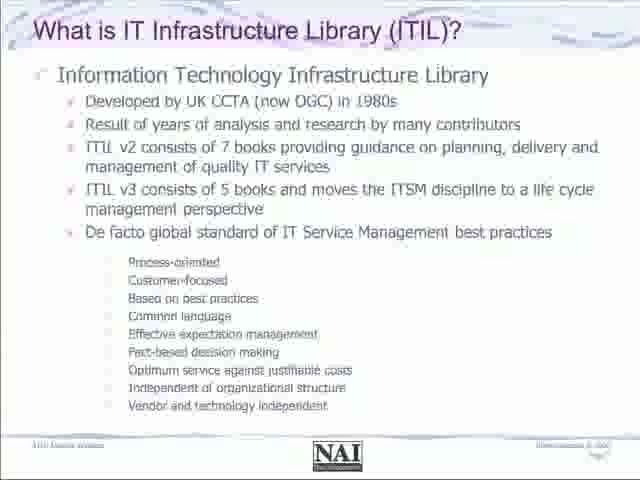 What is IT Infrastructure Library (ITIL)?
Information Technology Infrastructure Library
Developed by UK CCTA (now OGC) in 1980s
Result of years of analysis and research by many contributors
ITIL v2 consists of 7 books providing guidance on planning, delivery and
management of quality IT services
ITIL v3 consists of 5 books and moves the ITSM discipline to a life cycle
management perspective
De facto global standard of IT Service Management best practices
Process-oriented
Customer-focused
Based on best practices
Common language
Effective expectation management
Fact-based decision making
Optimum service against justifiable costs
Independent of organizational structure
Vendor and technology independent
NAI